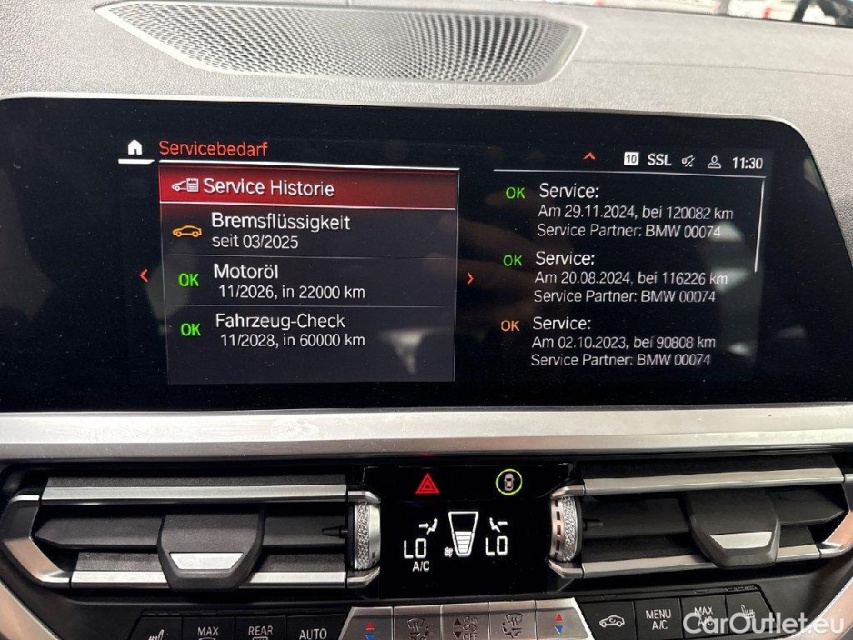 Servicebedarf
10 SSL 11:30
Service Historie
Bremsflüssigkeit
seit 03/2025
OK Motoröl
11/2026, in 22000 km
OK Fahrzeug-Check
11/2028, in 60000 km
OK Service:
Am 29.11.2024, bei 120082 km
Service Partner: BMW 00074
OK Service:
Am 20.08.2024, bei 116226 km
Service Partner: BMW 00074
OK Service:
Am 02.10.2023, bei 90808 km
Service Partner: BMW 00074
LO LO
A/C
MAX
REAR
AUTO
MENU
A/C
MAX
A/C
CarOutlet.eu